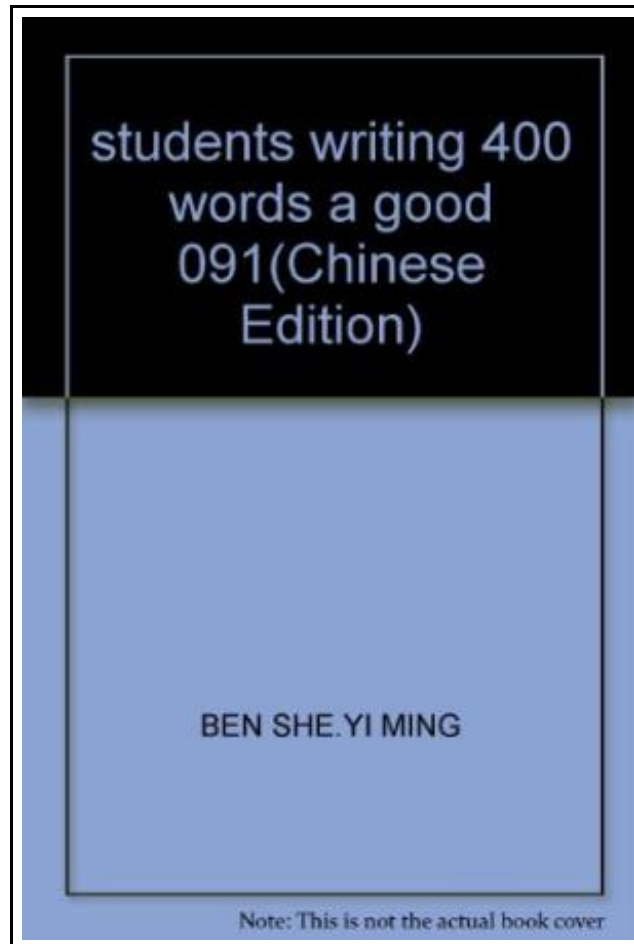 students writing 400
words a good
091(Chinese
Edition)
BEN SHE.YI MING
Note: This is not the actual book cover